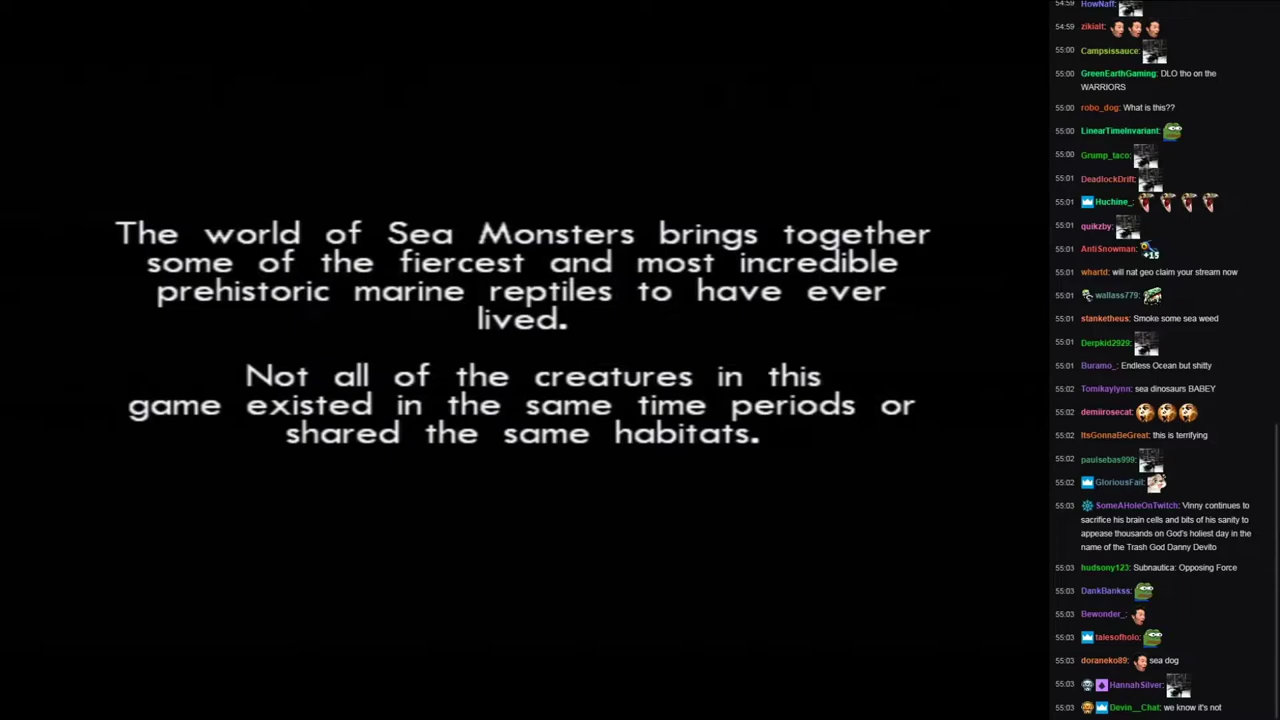 The world of Sea Monsters brings together
some of the fiercest and most incredible
prehistoric marine reptiles to have ever
lived.
Not all of the creatures in this
game existed in the same time periods or
shared the same habitats.
54:59 HowNaff:
54:59 zikialt:
55:00 Campsissauce:
55:00 GreenEarthGaming: DLO tho on the
WARRIORS
55:00 robo_dog: What is this??
55:00 LinearTimeInvariant:
55:00 Grump_taco:
55:01 DeadlockDrift:
55:01 Huchine_:
55:01 quikzby:
55:01 AntiSnowman: +15
55:01 whartd: will nat geo claim your stream now
55:01 wallass779:
55:01 stanketheus: Smoke some sea weed
55:01 Derpkid2929:
55:01 Buramo_: Endless Ocean but shitty
55:02 Tomikaylynn: sea dinosaurs BABEY
55:02 demiirosecat:
55:02 ItsGonnaBeGreat: this is terrifying
55:02 paulsebas999:
55:02 GloriousFail:
55:03 SomeAHoleOnTwitch: Vinny continues to
sacrifice his brain cells and bits of his sanity to
appease thousands on God's holiest day in the
name of the Trash God Danny Devito
55:03 hudsony123: Subnautica: Opposing Force
55:03 DankBankss:
55:03 Bewonder_:
55:03 talesofholo:
55:03 doraneko89: sea dog
55:03 HannahSilver:
55:03 Devin__Chat: we know it's not